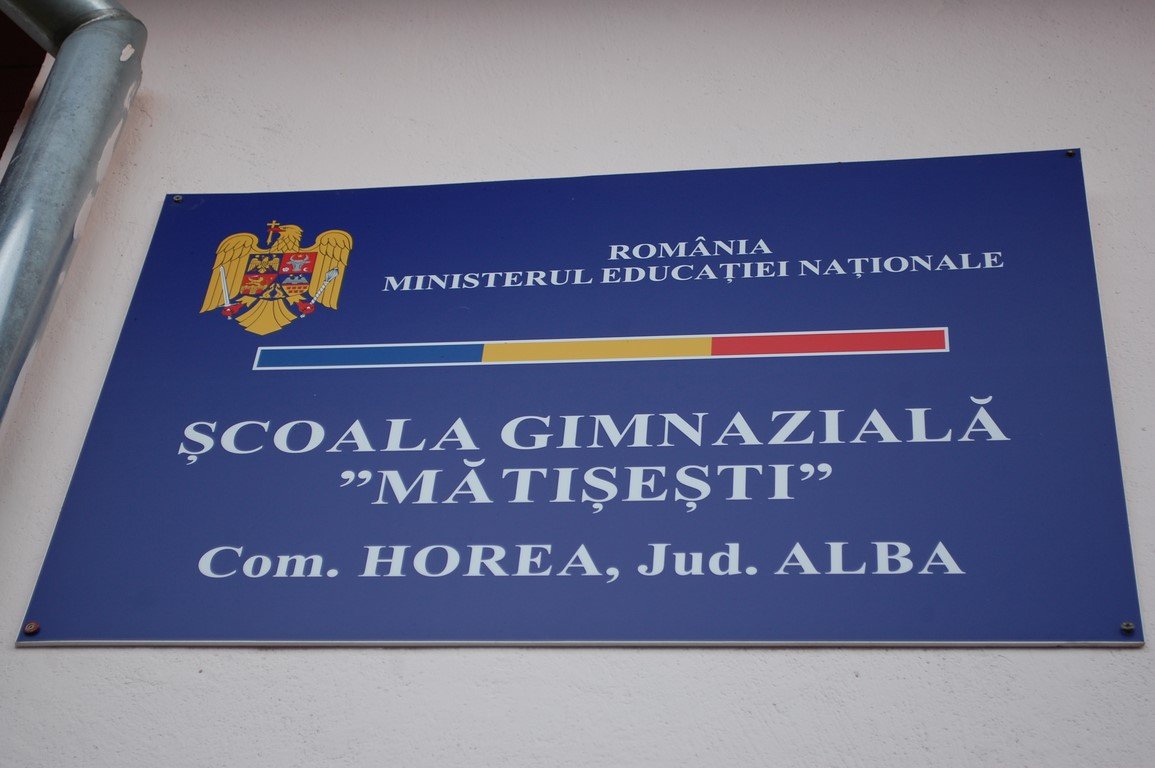 ROMÂNIA
MINISTERUL EDUCAȚIEI NAȚIONALE
ȘCOALA GIMNAZIALĂ
”MĂTIȘEȘTI”
Com. HOREA, Jud. ALBA